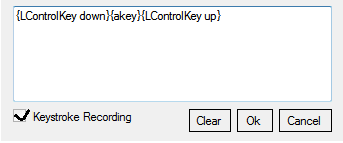 {LControlKey down}{akey}{LControlKey up}
Keystroke Recording
Clear
Ok
Cancel